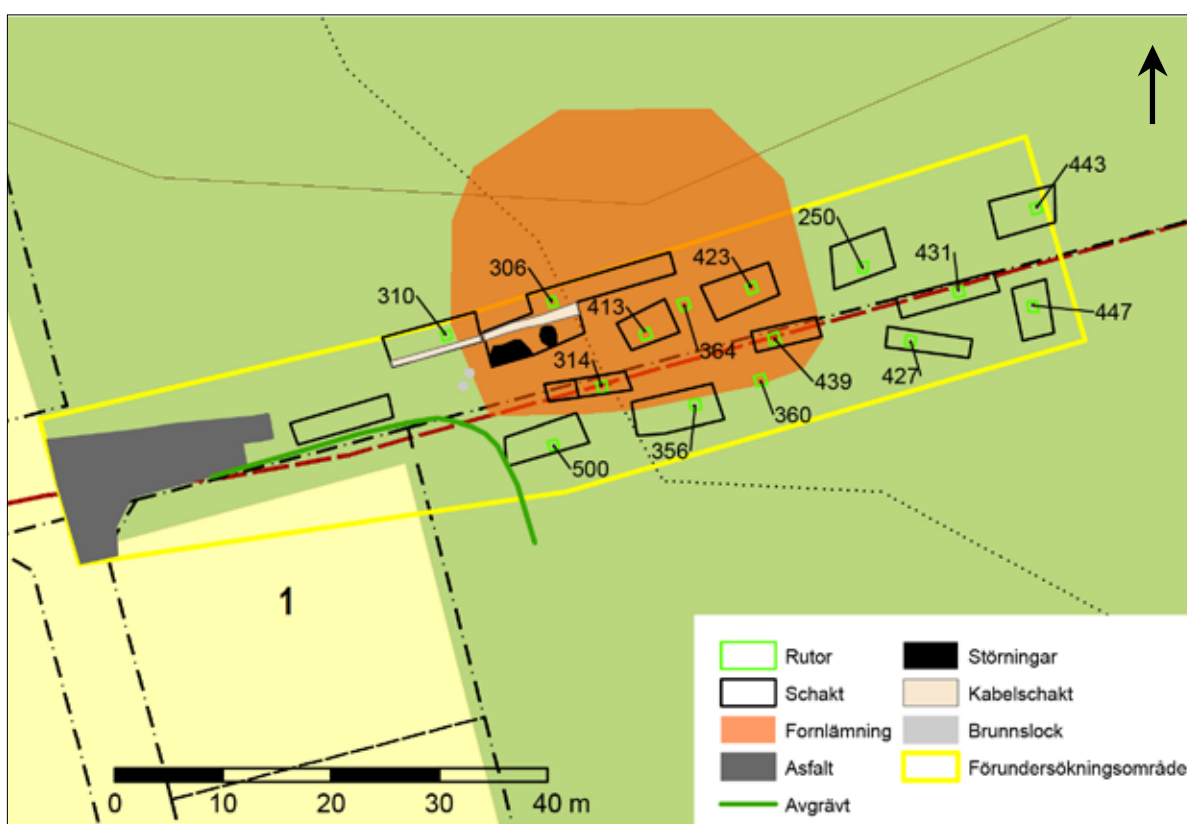 443
250
431
423
306
310
413
447
364
314
439
427
360
356
500
1
Rutor
Störningar
Schakt
Kabelschakt
Fornlämning
Brunnslock
Asfalt
Förundersökningsområde
Avgrävt
0 10 20 30 40 m